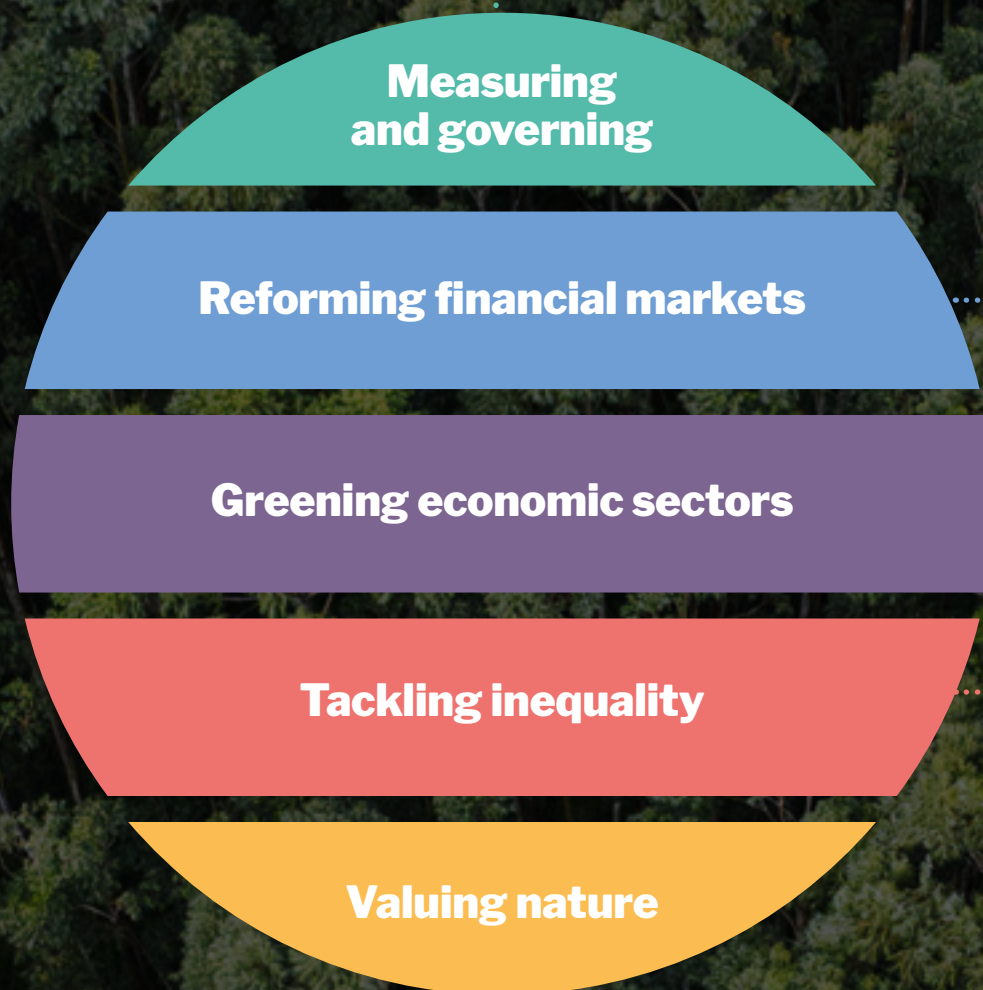 Measuring
and governing
Reforming financial markets
Greening economic sectors
Tackling inequality
Valuing nature